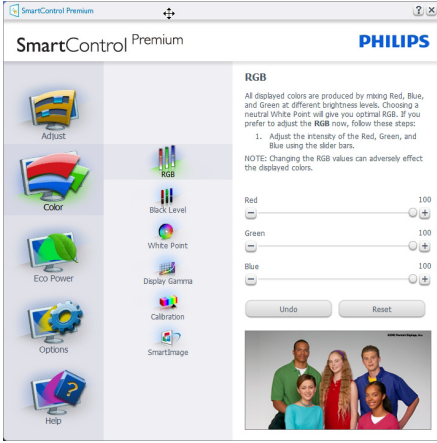 SmartControl Premium
SmartControl Premium
PHILIPS
Adjust
Color
Eco Power
Options
Help
RGB
Black Level
White Point
Display Gamma
Calibration
SmartImage
RGB
All displayed colors are produced by mixing Red, Blue,
and Green at different brightness levels. Choosing a
neutral White Point will give you optimal RGB. If you
prefer to adjust the RGB now, follow these steps:
1. Adjust the intensity of the Red, Green, and
Blue using the slider bars.
NOTE: Changing the RGB values can adversely effect
the displayed colors.
Red 100
Green 100
Blue 100
Undo Reset